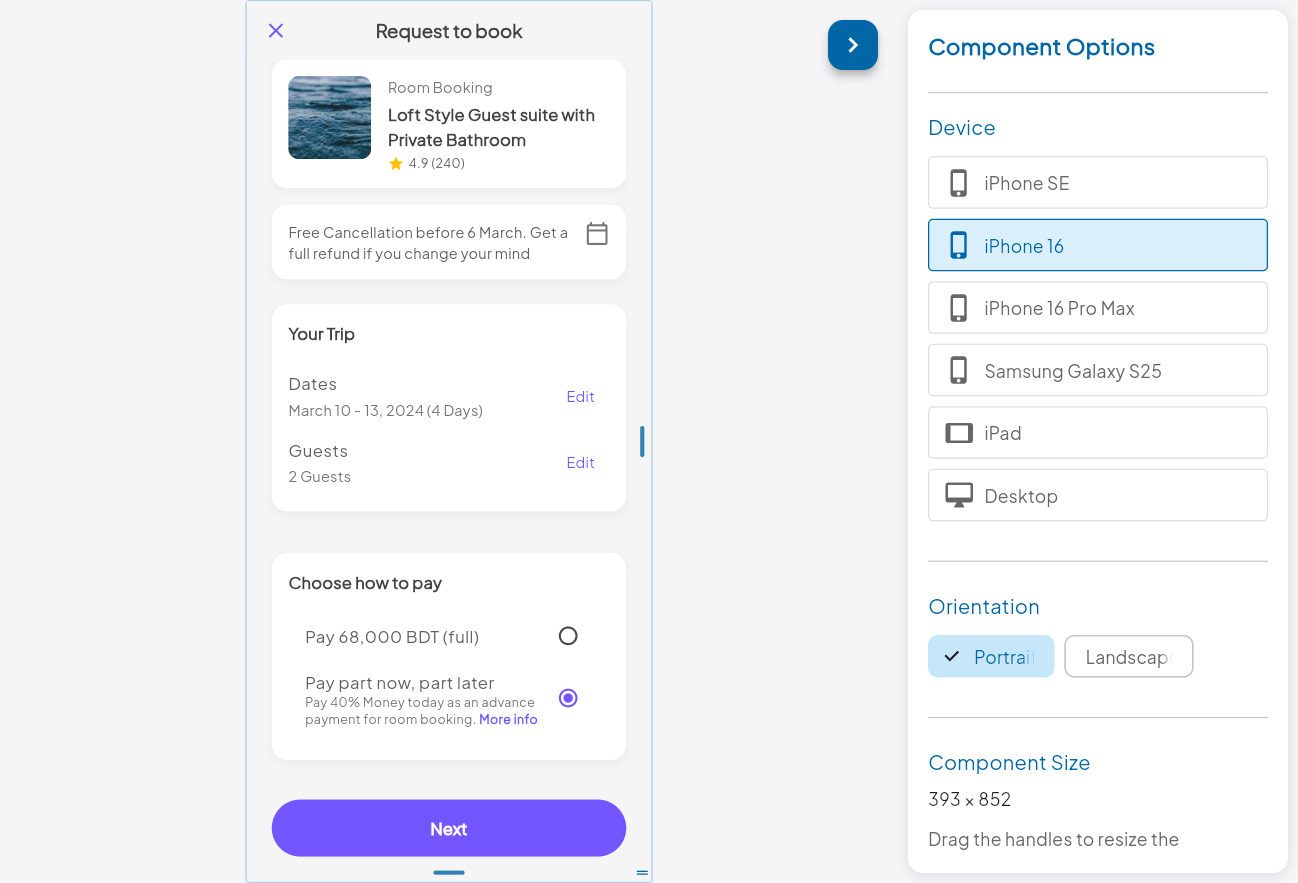 Request to book
Room Booking
Loft Style Guest suite with
Private Bathroom
4.9 (240)
Free Cancellation before 6 March. Get a
full refund if you change your mind
Your Trip
Dates
March 10 - 13, 2024 (4 Days)
Edit
Guests
2 Guests
Edit
Choose how to pay
Pay 68,000 BDT (full)
Pay part now, part later
Pay 40% Money today as an advance
payment for room booking. More info
Next
Component Options
Device
iPhone SE
iPhone 16
iPhone 16 Pro Max
Samsung Galaxy S25
iPad
Desktop
Orientation
Portrait
Landscape
Component Size
393 × 852
Drag the handles to resize the